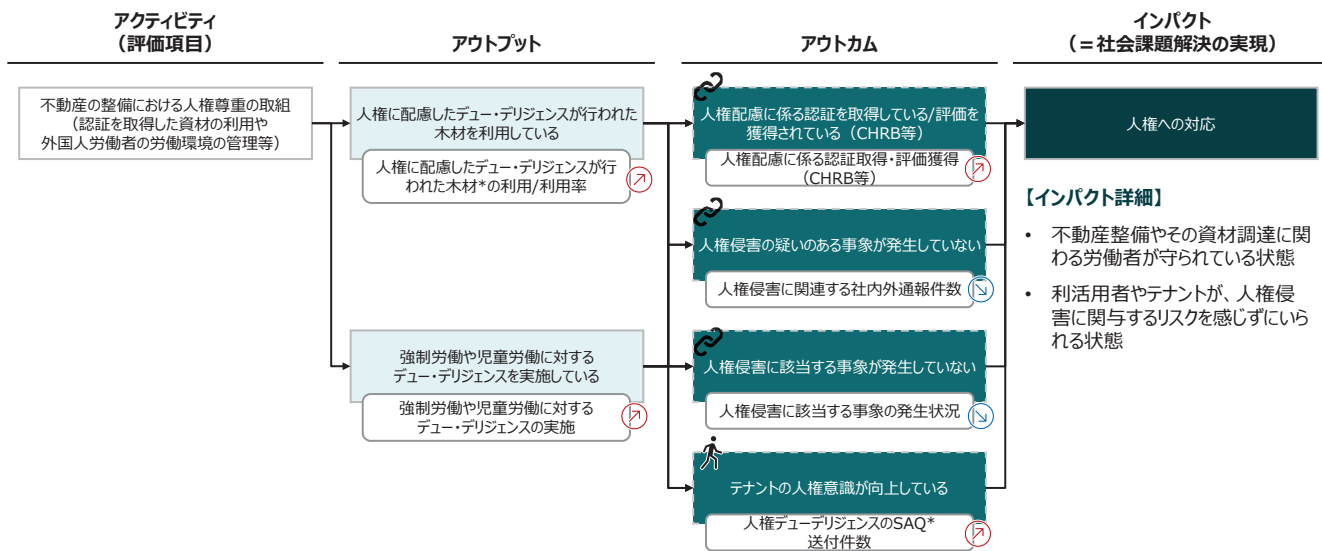 アクティビティ
（評価項目）
アウトプット
アウトカム
インパクト
（＝社会課題解決の実現）
不動産の整備における人権尊重の取組
（認証を取得した資材の利用や
外国人労働者の労働環境の管理等）
人権に配慮したデュー・デリジェンスが行われた
木材を利用している
人権に配慮したデュー・デリジェンスが行
われた木材*の利用/利用率
強制労働や児童労働に対する
デュー・デリジェンスを実施している
強制労働や児童労働に対する
デュー・デリジェンスの実施
人権配慮に係る認証を取得している/評価を
獲得されている（CHRB等）
人権配慮に係る認証取得・評価獲得
（CHRB等）
人権侵害の疑いのある事象が発生していない
人権侵害に関連する社内外通報件数
人権侵害に該当する事象が発生していない
人権侵害に該当する事象の発生状況
テナントの人権意識が向上している
人権デューデリジェンスのSAQ*
送付件数
人権への対応
【インパクト詳細】
• 不動産整備やその資材調達に関
わる労働者が守られている状態
• 利活用者やテナントが、人権侵
害に関与するリスクを感じずにいら
れる状態